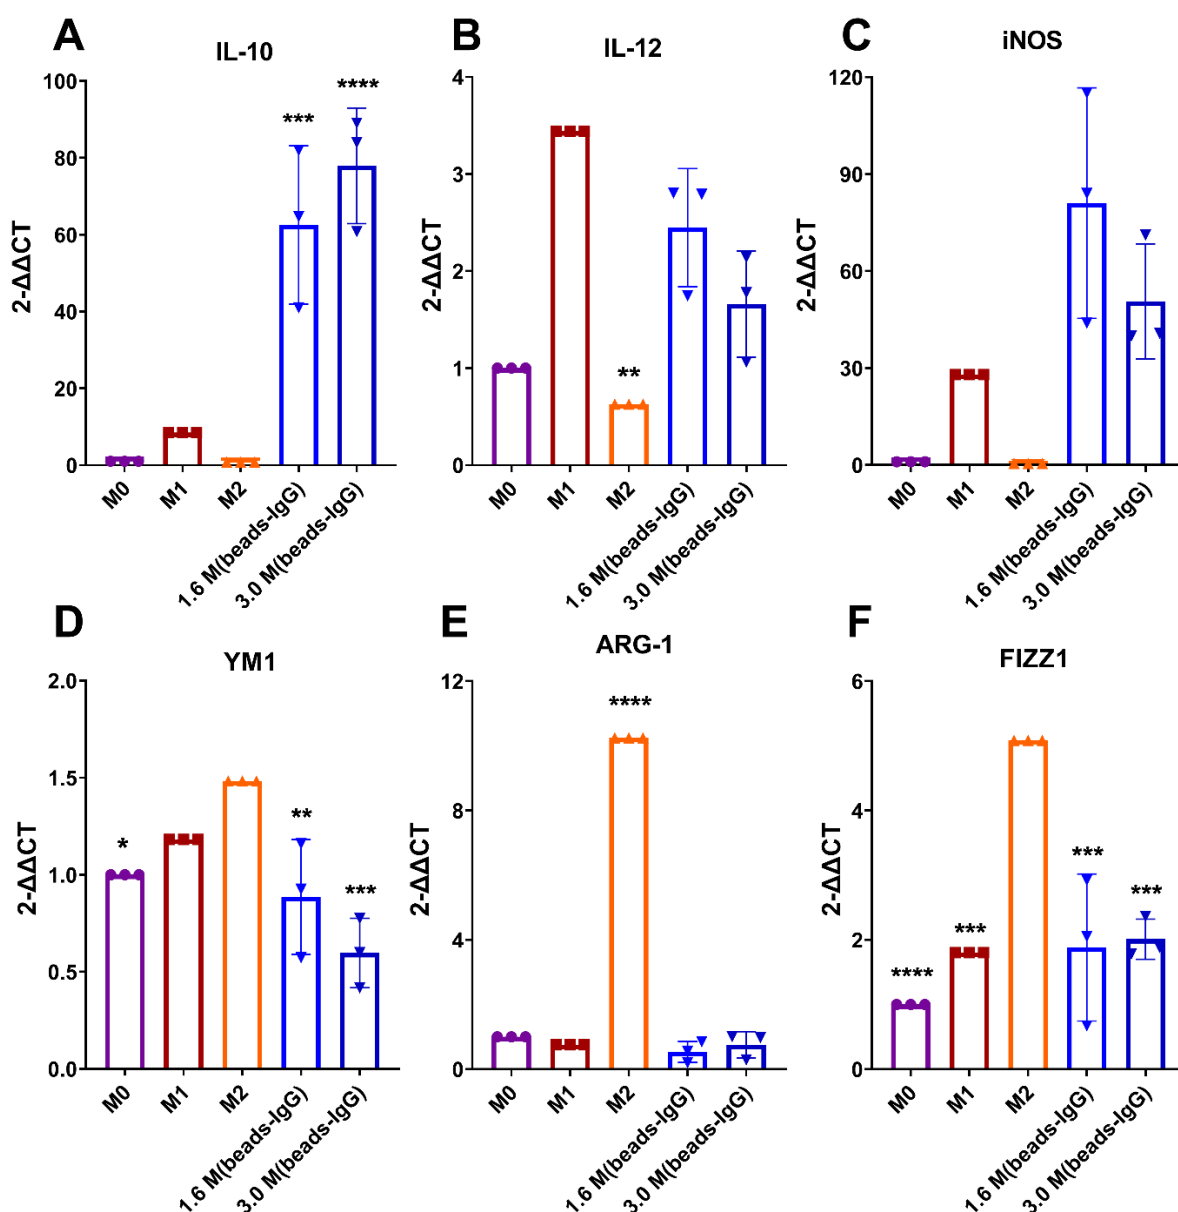 A
IL-10
2-ΔΔCT
100
80
60
40
20
0
***
****
M0
M1
M2
1.6 M(beads-IgG)
3.0 M(beads-IgG)
B
IL-12
2-ΔΔCT
4
3
2
1
0
**
M0
M1
M2
1.6 M(beads-IgG)
3.0 M(beads-IgG)
C
iNOS
2-ΔΔCT
120
90
60
30
0
M0
M1
M2
1.6 M(beads-IgG)
3.0 M(beads-IgG)
D
YM1
2-ΔΔCT
2.0
1.5
1.0
0.5
0.0
*
**
***
M0
M1
M2
1.6 M(beads-IgG)
3.0 M(beads-IgG)
E
ARG-1
2-ΔΔCT
12
8
4
0
****
M0
M1
M2
1.6 M(beads-IgG)
3.0 M(beads-IgG)
F
FIZZ1
2-ΔΔCT
6
4
2
0
****
***
***
***
M0
M1
M2
1.6 M(beads-IgG)
3.0 M(beads-IgG)